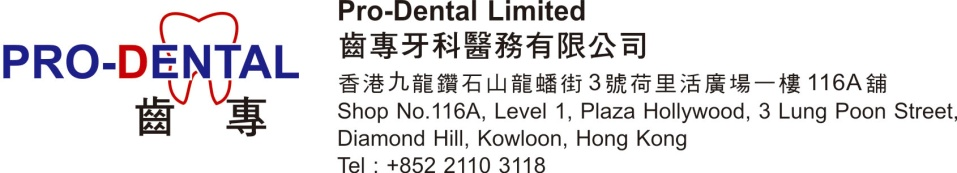 PRO-DENTAL
齒專
Pro-Dental Limited
齒專牙科醫務有限公司
香港九龍鑽石山龍蟠街3號荷里活廣場一樓116A舖
Shop No.116A, Level 1, Plaza Hollywood, 3 Lung Poon Street,
Diamond Hill, Kowloon, Hong Kong
Tel : +852 2110 3118